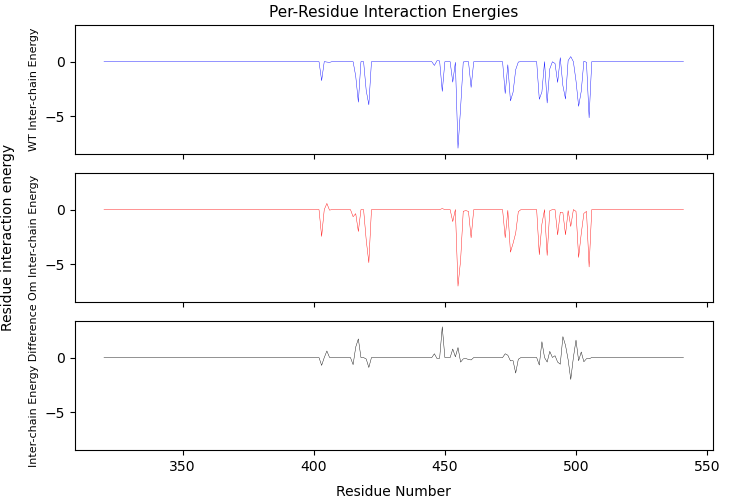 Per-Residue Interaction Energies
Residue interaction energy
WT Inter-chain Energy
0
−5
Om Inter-chain Energy
0
−5
Inter-chain Energy Difference
0
−5
350
400
450
500
550
Residue Number